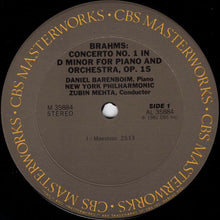 CBS MASTERWORKS • CBS MASTERWORKS • CBS MASTERWORKS
BRAHMS:
CONCERTO NO. 1 IN
D MINOR FOR PIANO AND
ORCHESTRA, OP. 15
DANIEL BARENBOIM, Piano
NEW YORK PHILHARMONIC
ZUBIN MEHTA, Conductor
M 35884
STEREO
SIDE 1
AL 35884
I - Maestoso